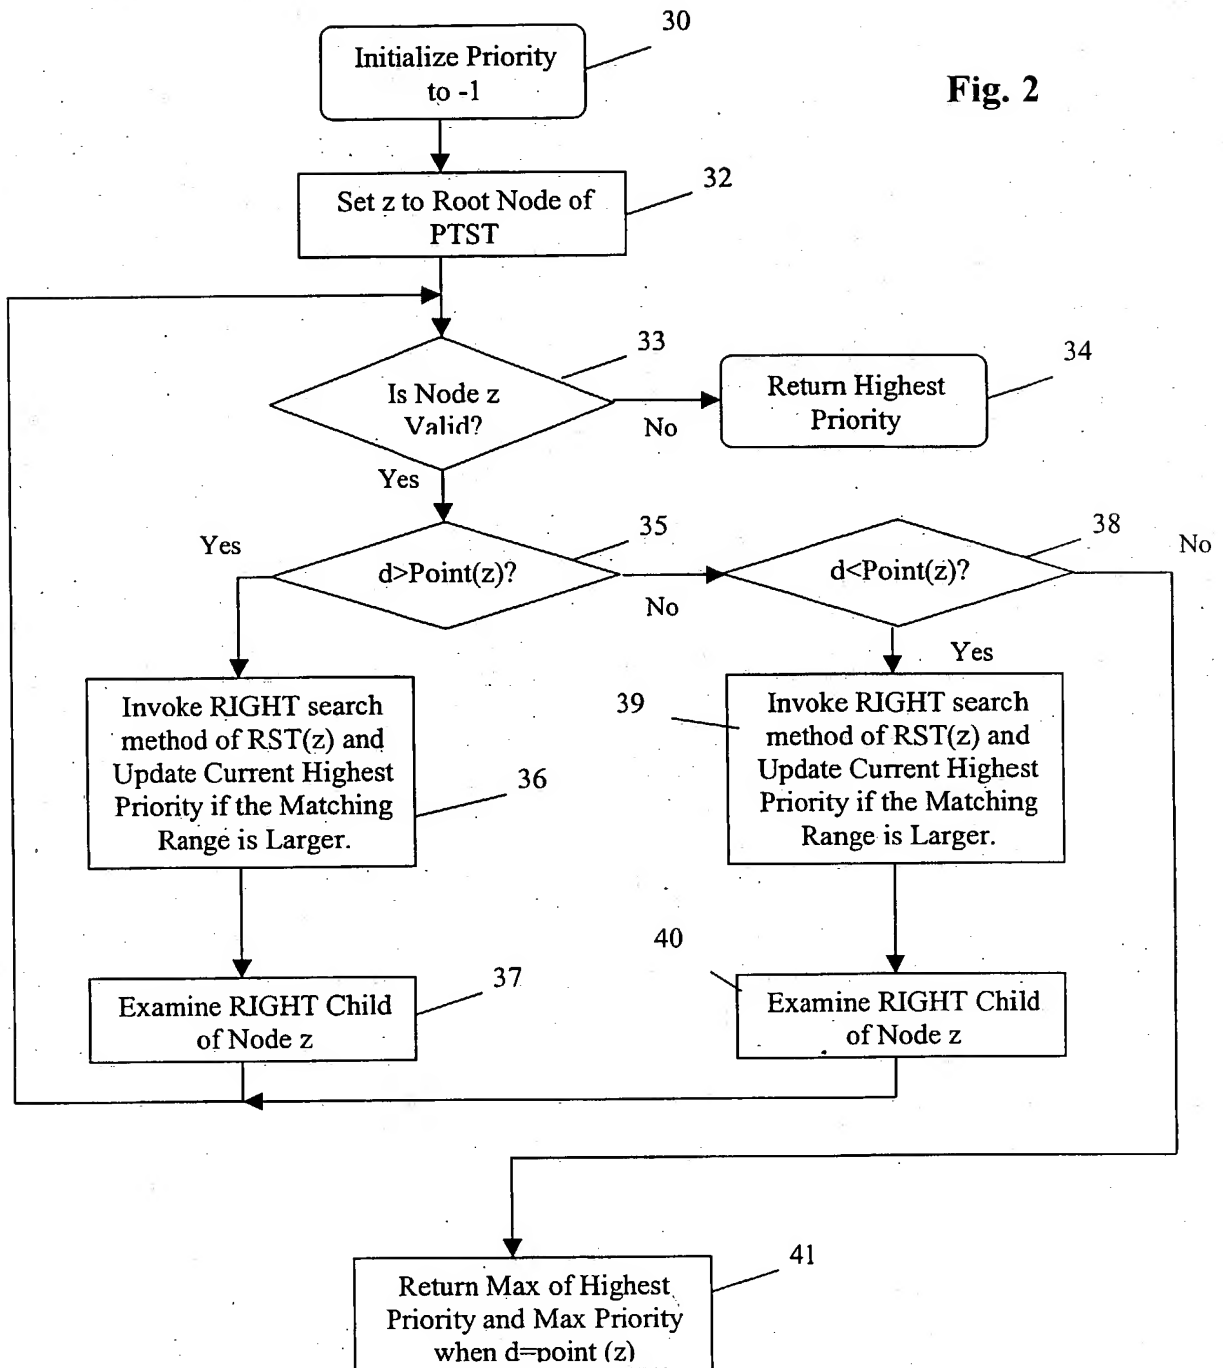 30
Initialize Priority
to -1
Fig. 2
32
Set z to Root Node of
PTST
33
Is Node z
Valid?
No
34
Return Highest
Priority
Yes
35
d>Point(z)?
Yes
No
38
d<Point(z)?
No
Yes
Invoke RIGHT search
method of RST(z) and
Update Current Highest
Priority if the Matching
Range is Larger.
36
39
Invoke RIGHT search
method of RST(z) and
Update Current Highest
Priority if the Matching
Range is Larger.
37
Examine RIGHT Child
of Node z
40
Examine RIGHT Child
of Node z
41
Return Max of Highest
Priority and Max Priority
when d=point (z)